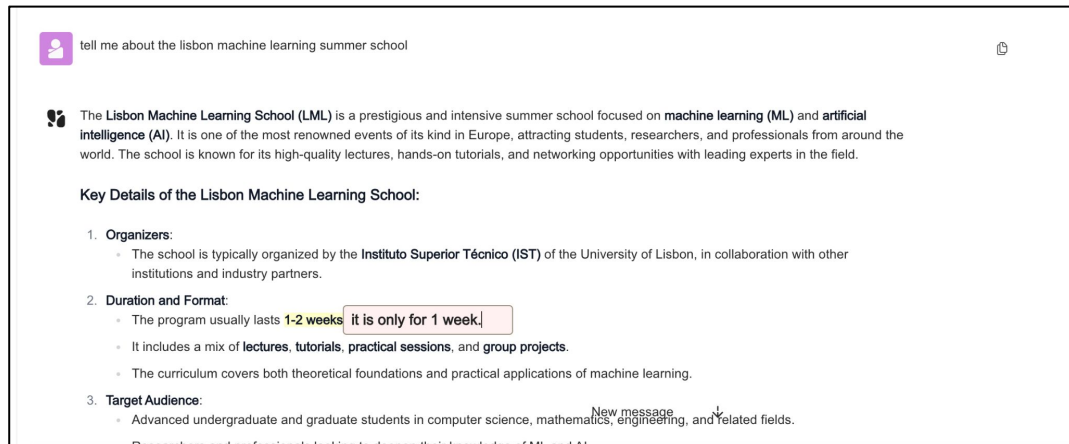 tell me about the lisbon machine learning summer school
The Lisbon Machine Learning School (LML) is a prestigious and intensive summer school focused on machine learning (ML) and artificial
intelligence (AI). It is one of the most renowned events of its kind in Europe, attracting students, researchers, and professionals from around the
world. The school is known for its high-quality lectures, hands-on tutorials, and networking opportunities with leading experts in the field.
Key Details of the Lisbon Machine Learning School:
1. Organizers:
The school is typically organized by the Instituto Superior Técnico (IST) of the University of Lisbon, in collaboration with other
institutions and industry partners.
2. Duration and Format:
The program usually lasts 1-2 weeks it is only for 1 week.
It includes a mix of lectures, tutorials, practical sessions, and group projects.
The curriculum covers both theoretical foundations and practical applications of machine learning.
3. Target Audience:
New message
Advanced undergraduate and graduate students in computer science, mathematics, engineering, and related fields.